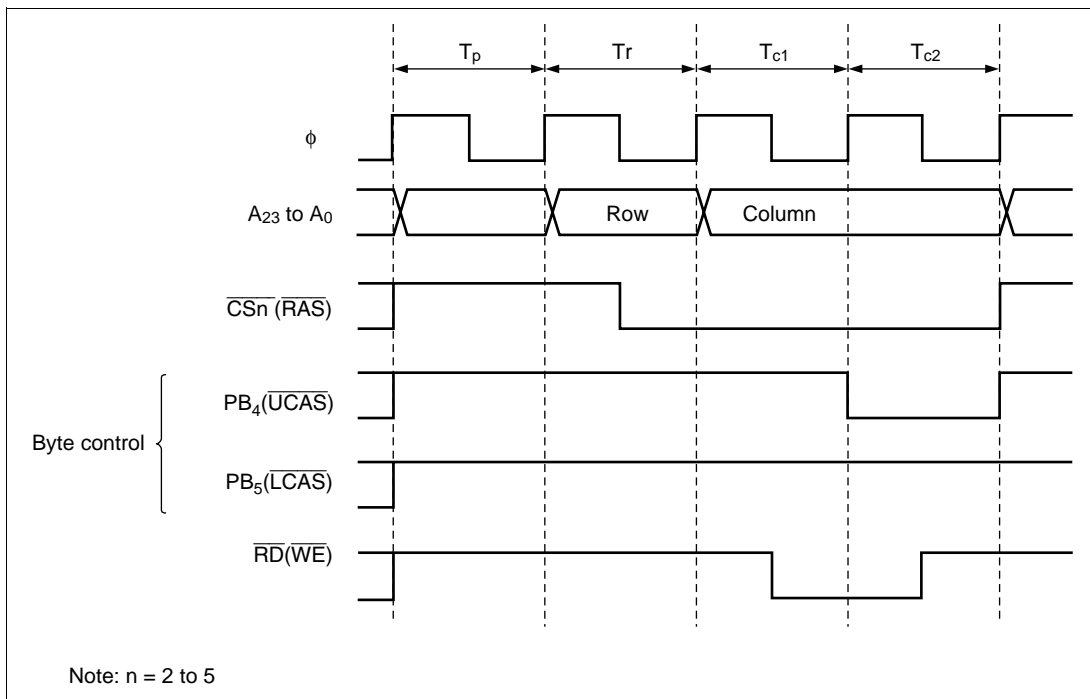 Tp Tr Tc1 Tc2
φ
A23 to A0
Row Column
CSn (RAS)
PB4(UCAS)
Byte control
PB5(LCAS)
RD(WE)
Note: n = 2 to 5